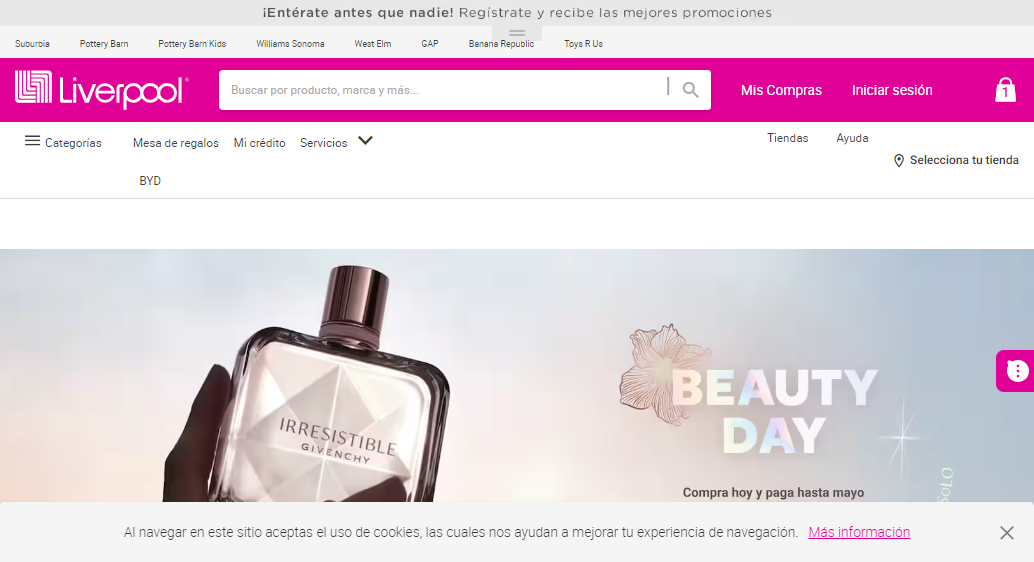 ¡Entérate antes que nadie! Regístrate y recibe las mejores promociones
Suburbia Pottery Barn Pottery Barn Kids Williams Sonoma West Elm GAP Banana Republic Toys R Us
Liverpool®
Buscar por producto, marca y más...
Mis Compras Iniciar sesión 1
Categorías Mesa de regalos Mi crédito Servicios
Tiendas Ayuda
Selecciona tu tienda
BYD
IRRESISTIBLE
GIVENCHY
BEAUTY
DAY
Compra hoy y paga hasta mayo
SOLO
Al navegar en este sitio aceptas el uso de cookies, las cuales nos ayudan a mejorar tu experiencia de navegación. Más información